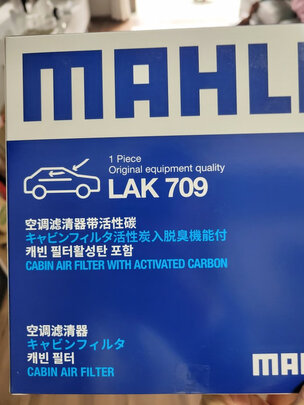 MAHLE
1 Piece
Original equipment quality
LAK 709
空调滤清器带活性碳
キャビンフィルタ活性炭入脱臭機能付
캐빈 필터활성탄 포함
CABIN AIR FILTER WITH ACTIVATED CARBON
空调滤清器
キャビンフィルタ
캐빈 필터
CABIN AIR FILTER
MAH